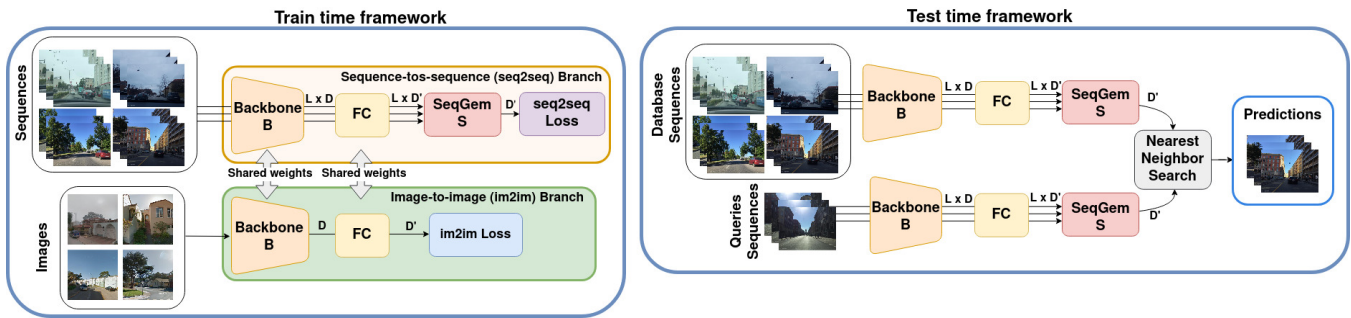 Train time framework
Sequences
Sequence-tos-sequence (seq2seq) Branch
Backbone
B
L x D
FC
L x D'
SeqGem
S
D'
seq2seq
Loss
Shared weights
Shared weights
Images
Image-to-image (im2im) Branch
Backbone
B
D
FC
D'
im2im Loss
Test time framework
Database
Sequences
Backbone
B
L x D
FC
L x D'
SeqGem
S
D'
Queries
Sequences
Backbone
B
L x D
FC
L x D'
SeqGem
S
D'
Nearest
Neighbor
Search
Predictions